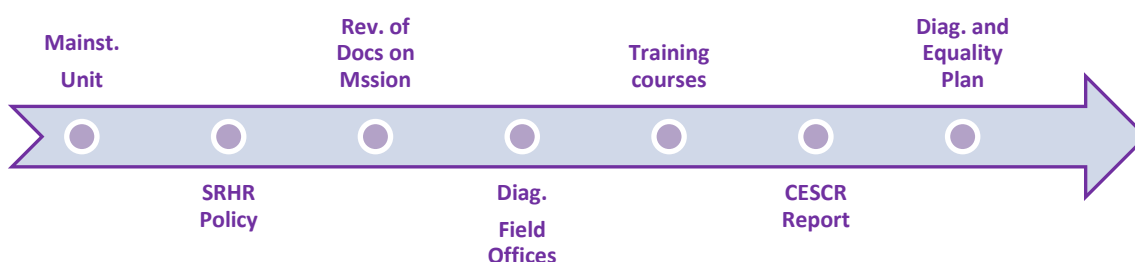 Mainst.
Unit
SRHR
Policy
Rev. of
Docs on
Mssion
Diag.
Field
Offices
Training
courses
CESCR
Report
Diag. and
Equality
Plan